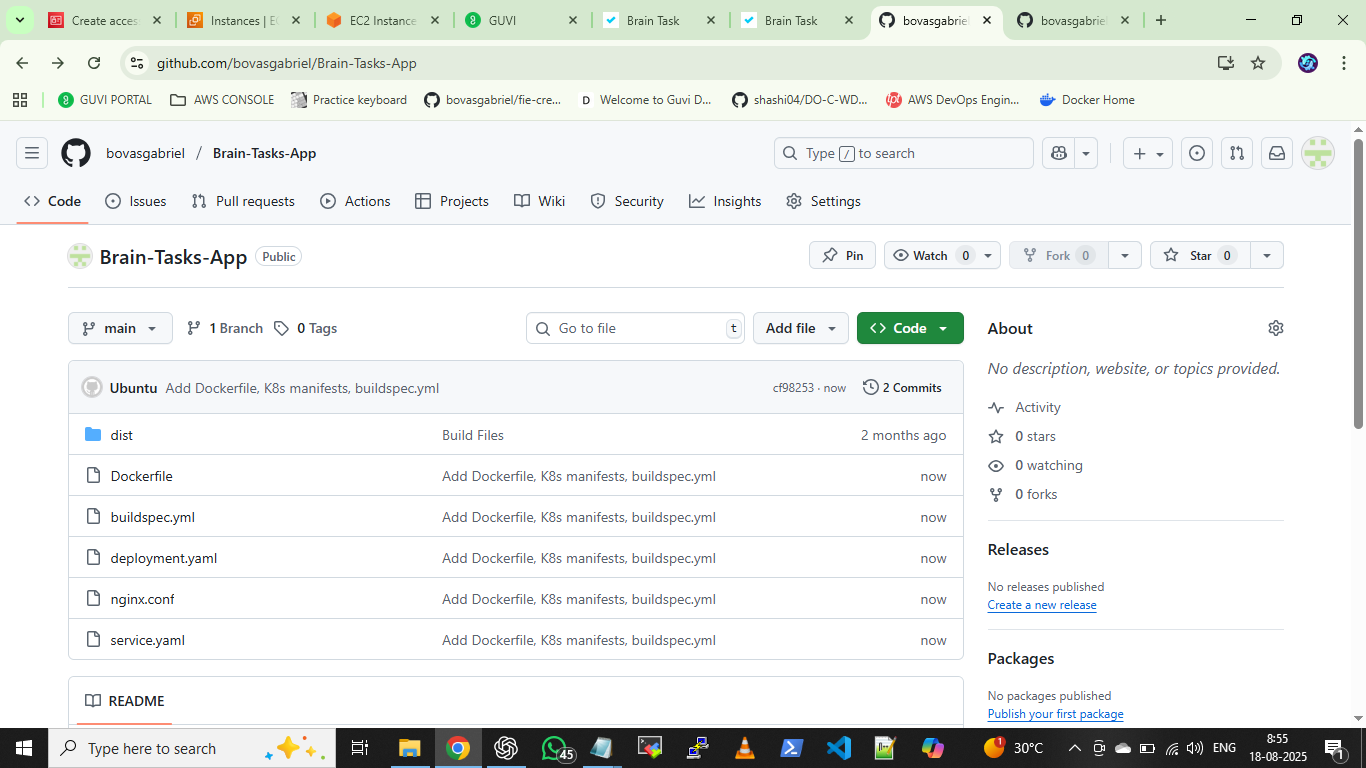 Create acces
Instances | E
EC2 Instance
GUVI
Brain Task
Brain Task
bovasgabriel
bovasgabriel
github.com/bovasgabriel/Brain-Tasks-App
GUVI PORTAL
AWS CONSOLE
Practice keyboard
bovasgabriel/fie-cre...
Welcome to Guvi D...
shashi04/DO-C-WD...
AWS DevOps Engin...
Docker Home
bovasgabriel / Brain-Tasks-App
Type / to search
Code
Issues
Pull requests
Actions
Projects
Wiki
Security
Insights
Settings
Brain-Tasks-App Public
Pin
Watch 0
Fork 0
Star 0
main
1 Branch
0 Tags
Go to file t
Add file
Code
Ubuntu Add Dockerfile, K8s manifests, buildspec.yml cf98253 · now 2 Commits
dist Build Files 2 months ago
Dockerfile Add Dockerfile, K8s manifests, buildspec.yml now
buildspec.yml Add Dockerfile, K8s manifests, buildspec.yml now
deployment.yaml Add Dockerfile, K8s manifests, buildspec.yml now
nginx.conf Add Dockerfile, K8s manifests, buildspec.yml now
service.yaml Add Dockerfile, K8s manifests, buildspec.yml now
README
About
No description, website, or topics provided.
Activity
0 stars
0 watching
0 forks
Releases
No releases published
Create a new release
Packages
No packages published
Publish your first package
Type here to search
45
1
30°C
ENG
8:55
18-08-2025
1